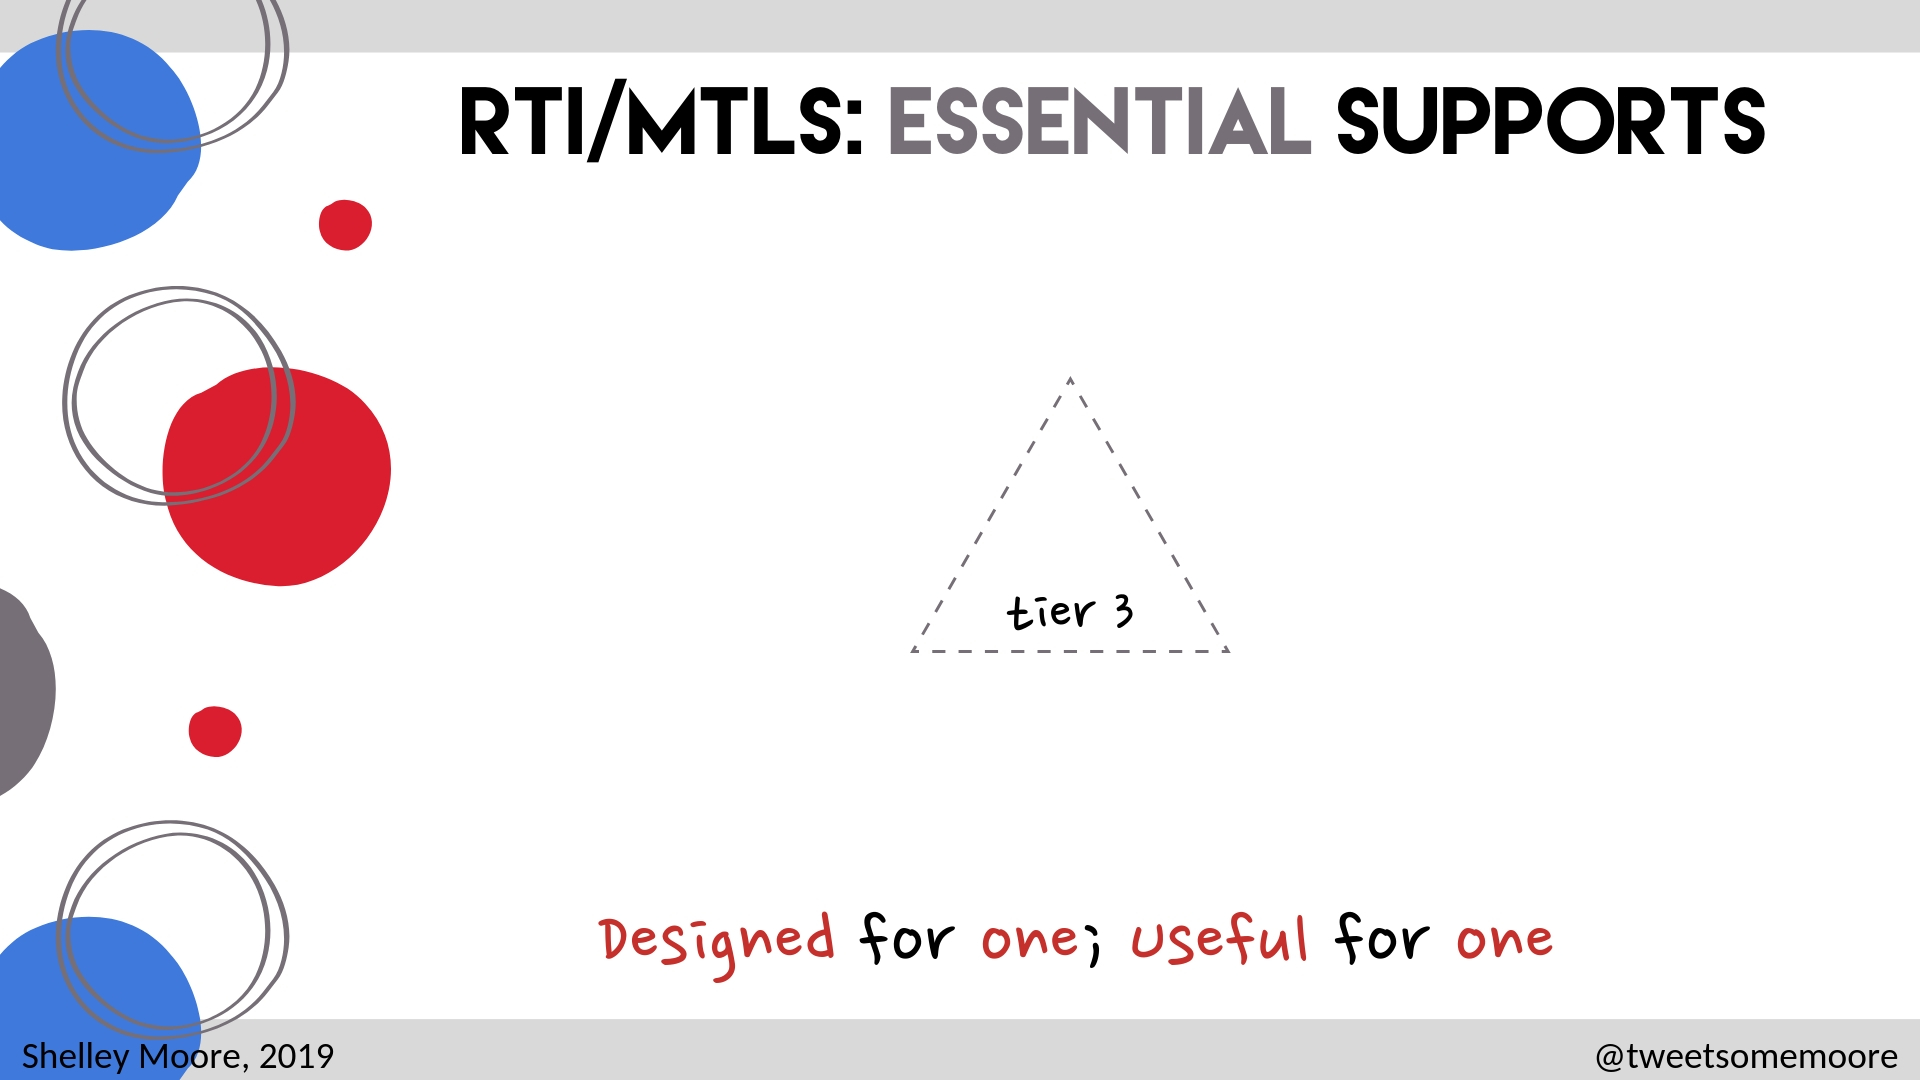 RTI/MTLS: ESSENTIAL SUPPORTS
tier 3
Designed for one; useful for one
Shelley Moore, 2019
@tweetsomemoore